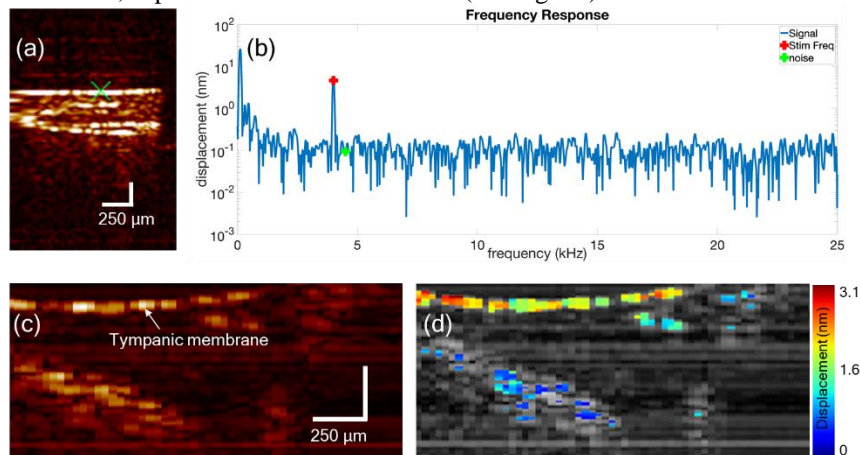 (a)
250 µm
(b)
Frequency Response
Signal
Stim Freq
noise
displacement (nm)
10²
10¹
10⁰
10⁻¹
10⁻²
10⁻³
0
5
10
15
20
25
frequency (kHz)
(c)
Tympanic membrane
250 µm
(d)
3.1
1.6
0
Displacement (nm)